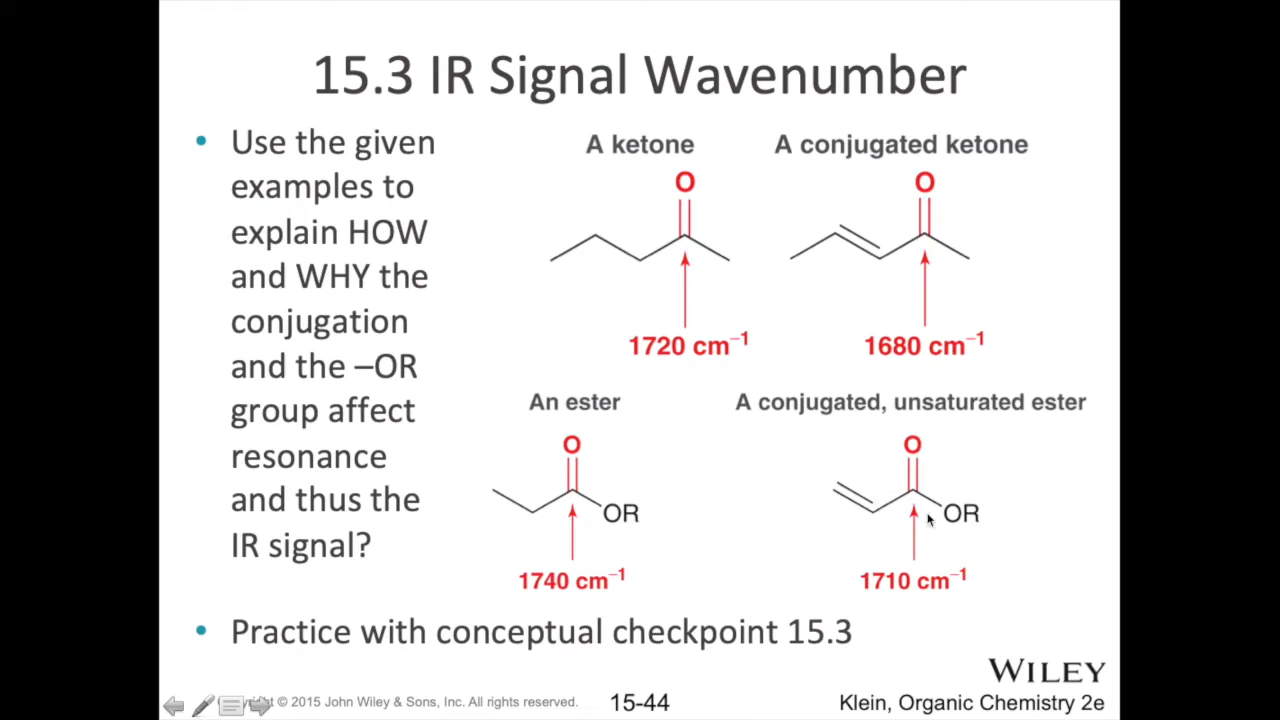 15.3 IR Signal Wavenumber
• Use the given
examples to
explain HOW
and WHY the
conjugation
and the –OR
group affect
resonance
and thus the
IR signal?
A ketone
O
1720 cm⁻¹
A conjugated ketone
O
1680 cm⁻¹
An ester
O
OR
1740 cm⁻¹
A conjugated, unsaturated ester
O
OR
1710 cm⁻¹
• Practice with conceptual checkpoint 15.3
WILEY
© 2015 John Wiley & Sons, Inc. All rights reserved.
15-44
Klein, Organic Chemistry 2e